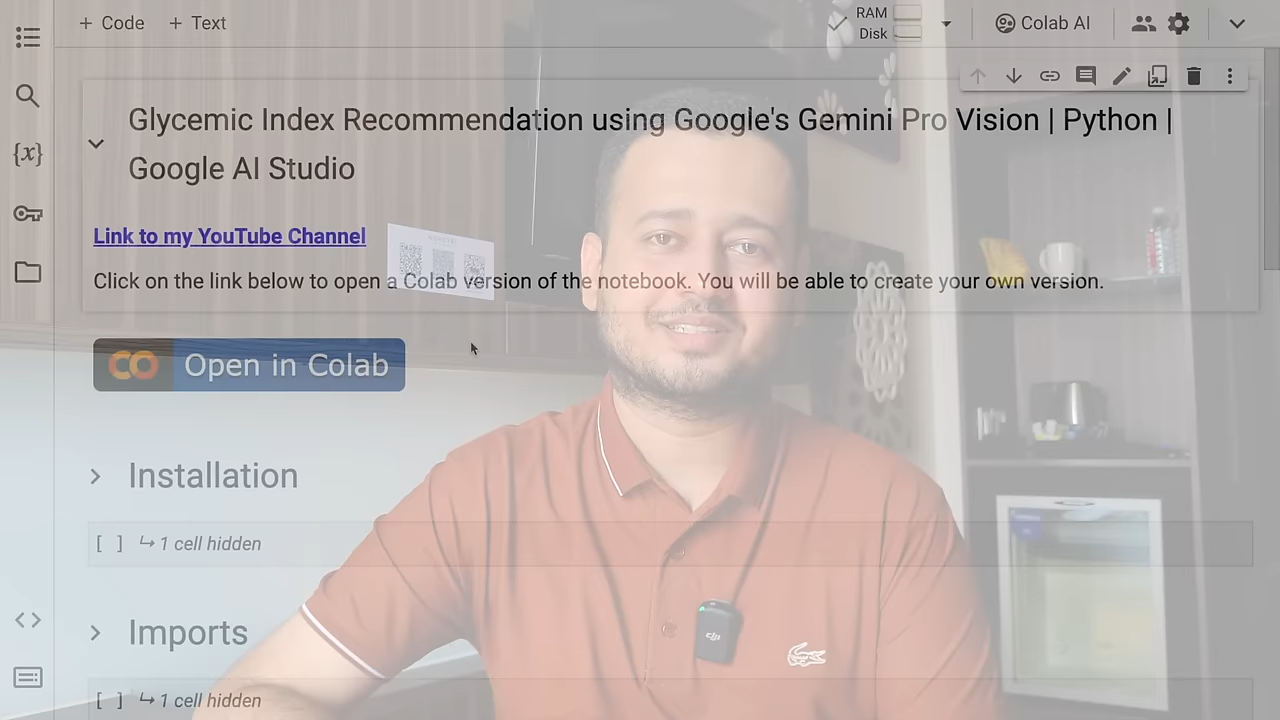 + Code + Text
RAM
Disk
Colab AI
Glycemic Index Recommendation using Google's Gemini Pro Vision | Python |
Google AI Studio
{x}
Link to my YouTube Channel
Click on the link below to open a Colab version of the notebook. You will be able to create your own version.
CO Open in Colab
Installation
[ ] ↳ 1 cell hidden
Imports
[ ] ↳ 1 cell hidden
dji